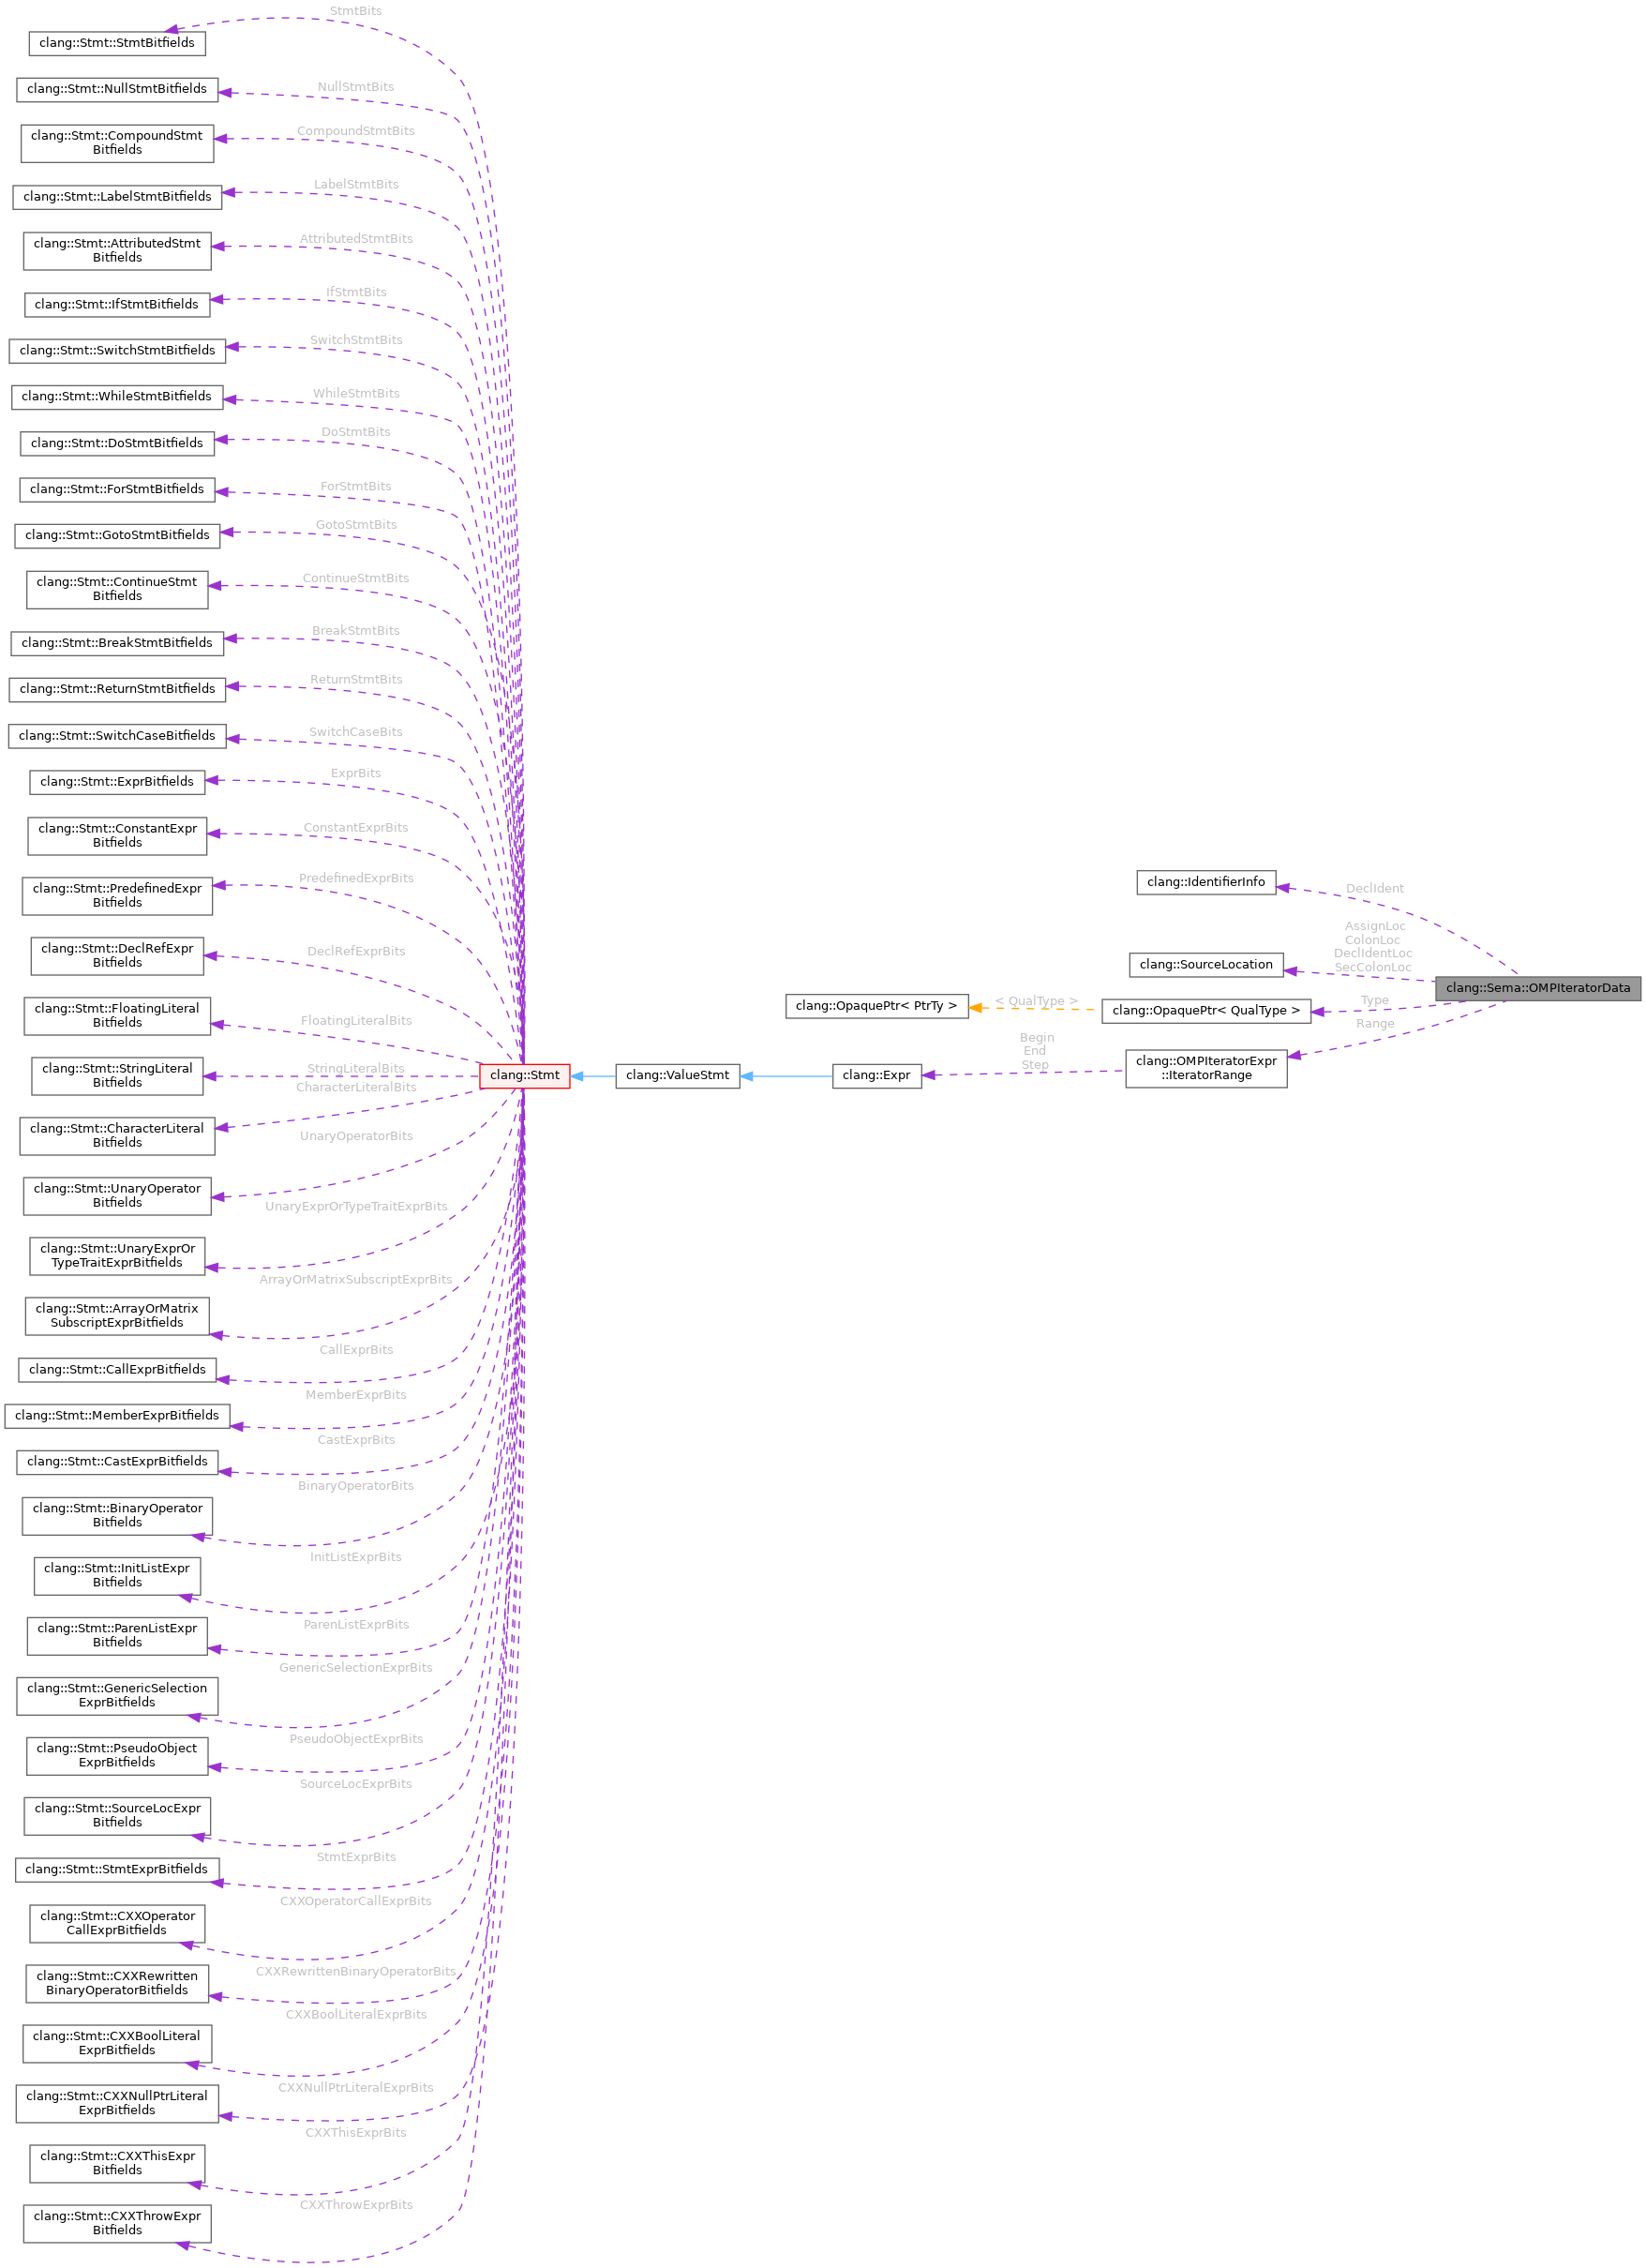 StmtBits
clang::Stmt::StmtBitfields
NullStmtBits
clang::Stmt::NullStmtBitfields
CompoundStmtBits
clang::Stmt::CompoundStmt
Bitfields
LabelStmtBits
clang::Stmt::LabelStmtBitfields
AttributedStmtBits
clang::Stmt::AttributedStmt
Bitfields
IfStmtBits
clang::Stmt::IfStmtBitfields
SwitchStmtBits
clang::Stmt::SwitchStmtBitfields
WhileStmtBits
clang::Stmt::WhileStmtBitfields
DoStmtBits
clang::Stmt::DoStmtBitfields
ForStmtBits
clang::Stmt::ForStmtBitfields
GotoStmtBits
clang::Stmt::GotoStmtBitfields
ContinueStmtBits
clang::Stmt::ContinueStmt
Bitfields
BreakStmtBits
clang::Stmt::BreakStmtBitfields
ReturnStmtBits
clang::Stmt::ReturnStmtBitfields
SwitchCaseBits
clang::Stmt::SwitchCaseBitfields
ExprBits
clang::Stmt::ExprBitfields
ConstantExprBits
clang::Stmt::ConstantExpr
Bitfields
PredefinedExprBits
clang::Stmt::PredefinedExpr
Bitfields
DeclRefExprBits
clang::Stmt::DeclRefExpr
Bitfields
FloatingLiteralBits
clang::Stmt::FloatingLiteral
Bitfields
StringLiteralBits
clang::Stmt::StringLiteral
Bitfields
CharacterLiteralBits
clang::Stmt::CharacterLiteral
Bitfields
UnaryOperatorBits
clang::Stmt::UnaryOperator
Bitfields
UnaryExprOrTypeTraitExprBits
clang::Stmt::UnaryExprOr
TypeTraitExprBitfields
ArrayOrMatrixSubscriptExprBits
clang::Stmt::ArrayOrMatrix
SubscriptExprBitfields
CallExprBits
clang::Stmt::CallExprBitfields
MemberExprBits
clang::Stmt::MemberExprBitfields
CastExprBits
clang::Stmt::CastExprBitfields
BinaryOperatorBits
clang::Stmt::BinaryOperator
Bitfields
InitListExprBits
clang::Stmt::InitListExpr
Bitfields
ParenListExprBits
clang::Stmt::ParenListExpr
Bitfields
GenericSelectionExprBits
clang::Stmt::GenericSelection
ExprBitfields
PseudoObjectExprBits
clang::Stmt::PseudoObject
ExprBitfields
SourceLocExprBits
clang::Stmt::SourceLocExpr
Bitfields
StmtExprBits
clang::Stmt::StmtExprBitfields
CXXOperatorCallExprBits
clang::Stmt::CXXOperator
CallExprBitfields
CXXRewrittenBinaryOperatorBits
clang::Stmt::CXXRewritten
BinaryOperatorBitfields
CXXBoolLiteralExprBits
clang::Stmt::CXXBoolLiteral
ExprBitfields
CXXNullPtrLiteralExprBits
clang::Stmt::CXXNullPtrLiteral
ExprBitfields
CXXThisExprBits
clang::Stmt::CXXThisExpr
Bitfields
CXXThrowExprBits
clang::Stmt::CXXThrowExpr
Bitfields
clang::Stmt
clang::ValueStmt
clang::Expr
Begin
End
Step
clang::OMPIteratorExpr
::IteratorRange
Range
clang::OpaquePtr< PtrTy >
< QualType >
clang::OpaquePtr< QualType >
Type
clang::SourceLocation
AssignLoc
ColonLoc
DeclIdentLoc
SecColonLoc
clang::IdentifierInfo
DeclIdent
clang::Sema::OMPIteratorData